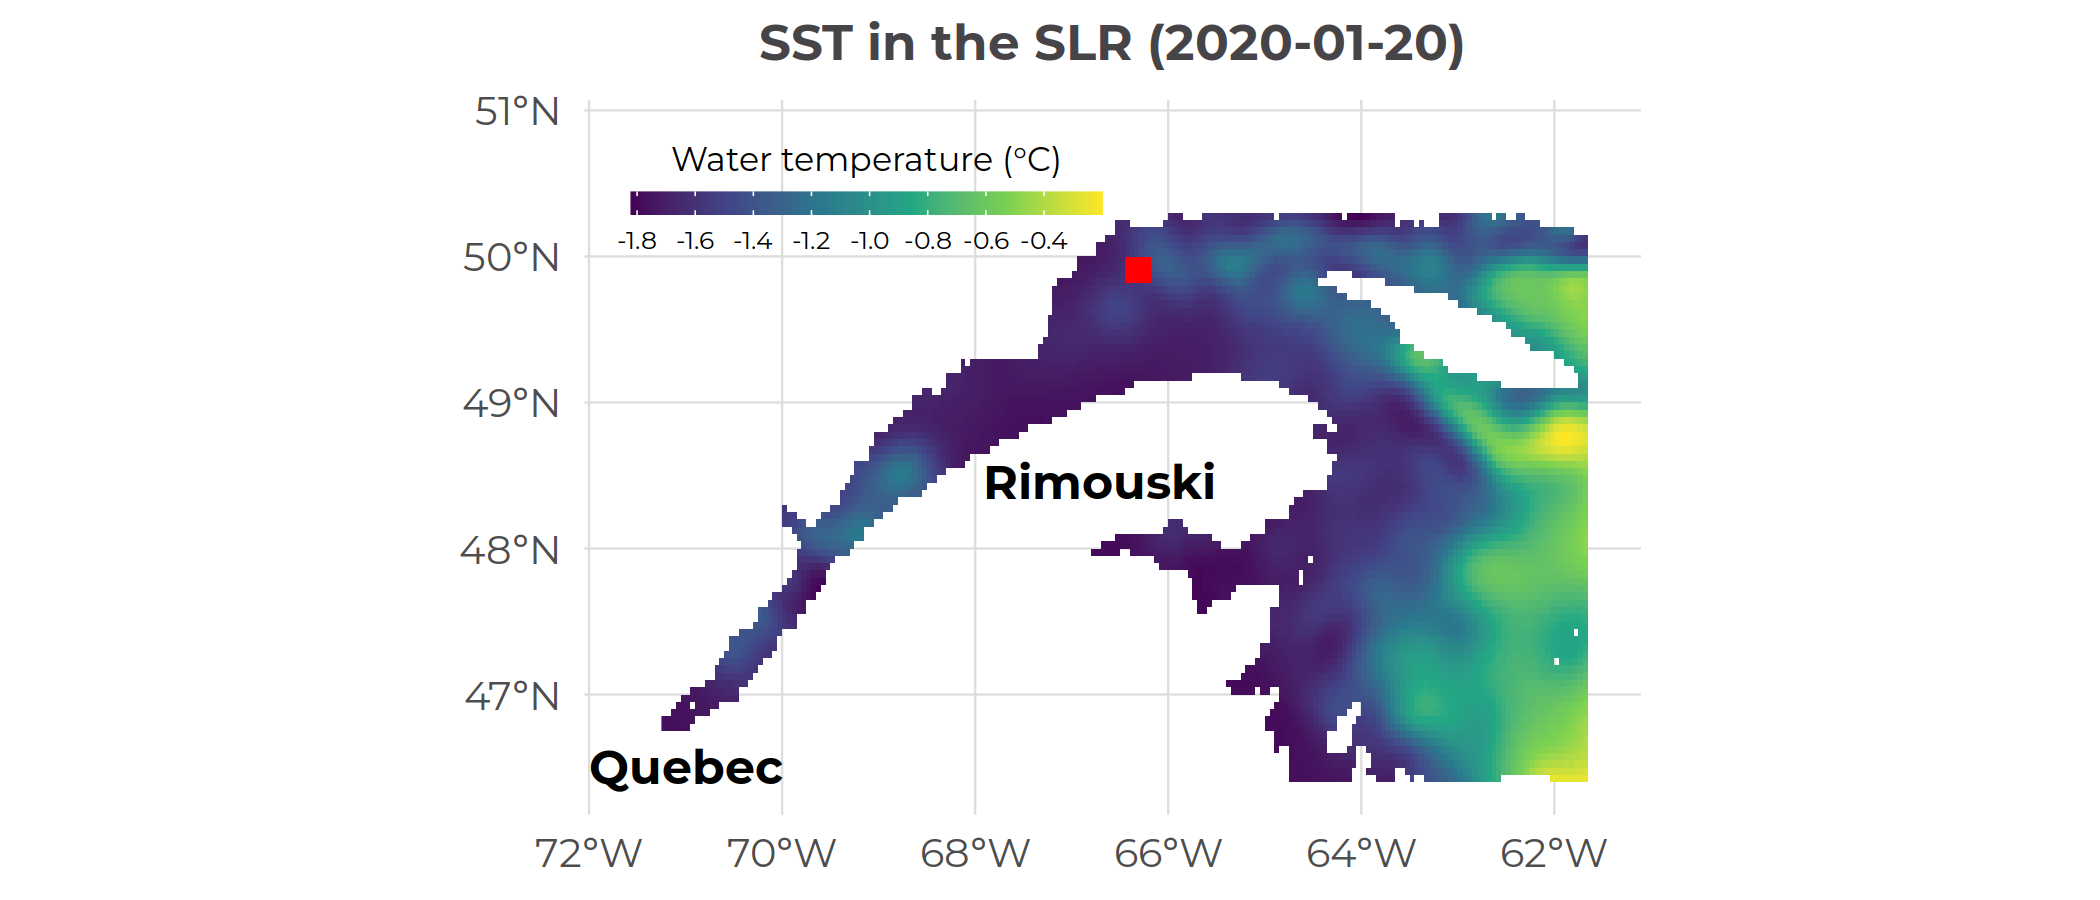 SST in the SLR (2020-01-20)
51°N
Water temperature (°C)
-1.8 -1.6 -1.4 -1.2 -1.0 -0.8 -0.6 -0.4
50°N
49°N
Rimouski
48°N
47°N
Quebec
72°W 70°W 68°W 66°W 64°W 62°W